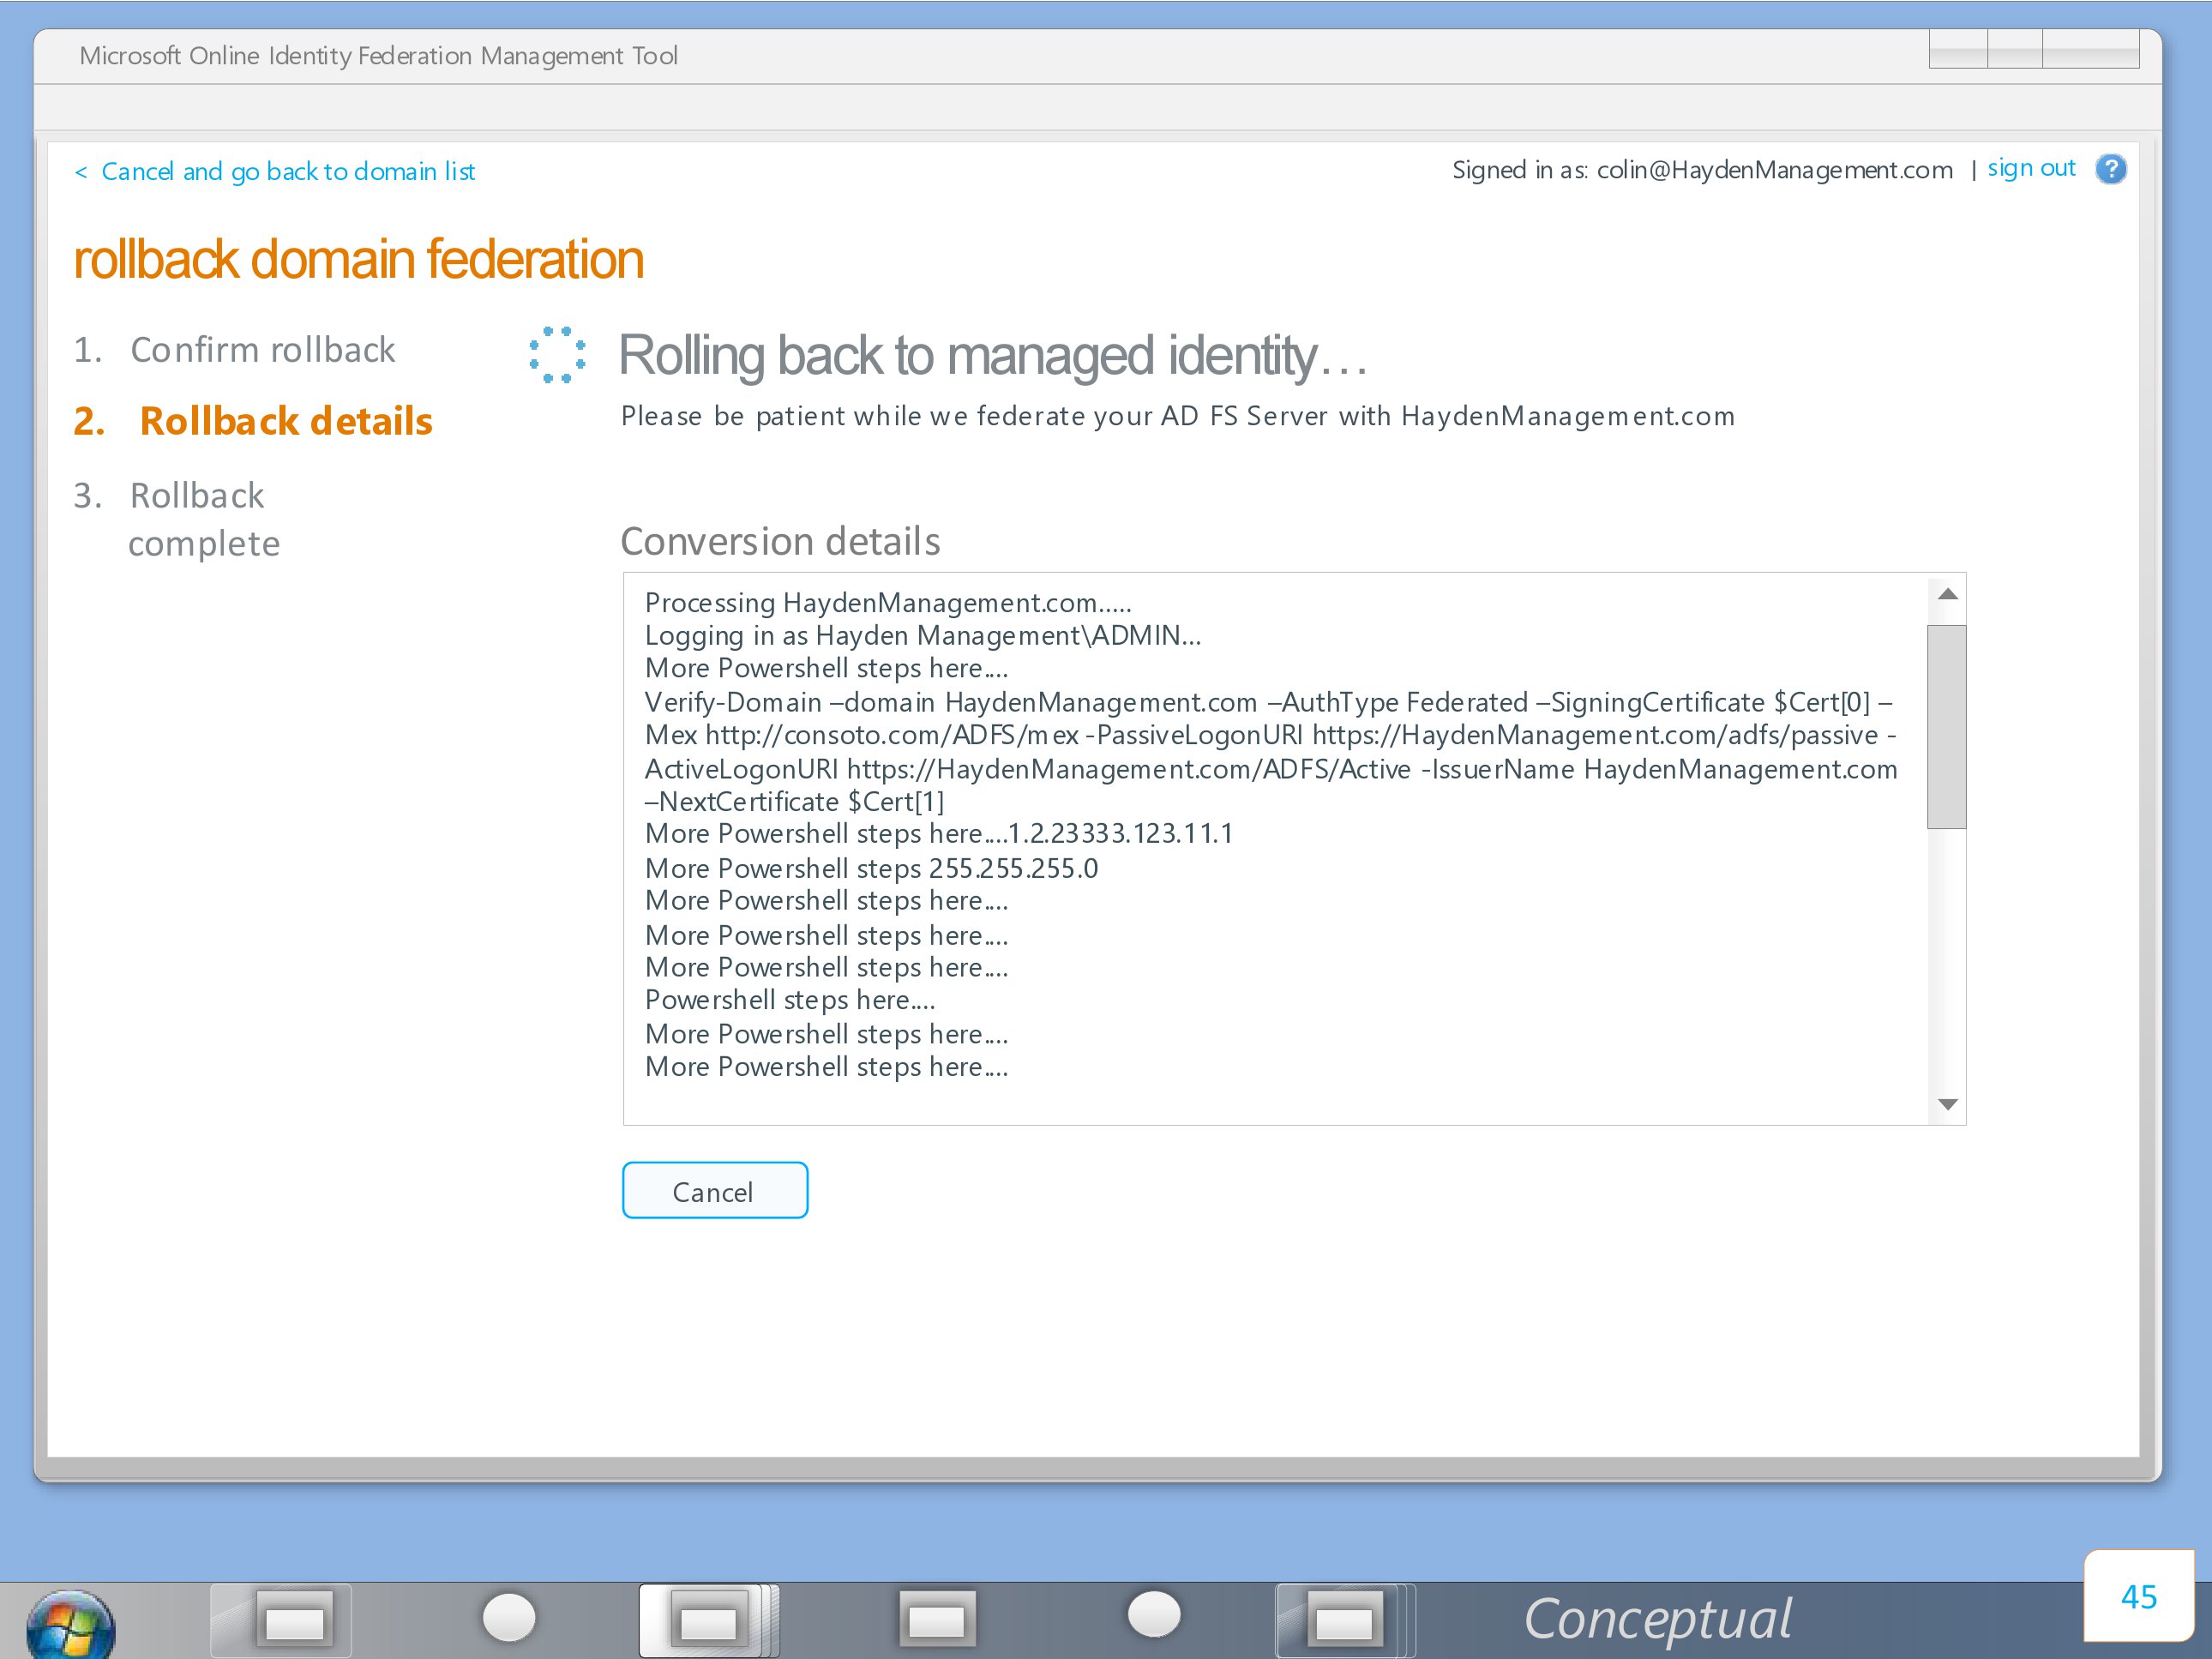 Microsoft Online Identity Federation Management Tool
< Cancel and go back to domain list
Signed in as: colin@HaydenManagement.com | sign out ?
rollback domain federation
1. Confirm rollback
2. Rollback details
3. Rollback
complete
Rolling back to managed identity…
Please be patient while we federate your AD FS Server with HaydenManagement.com
Conversion details
Processing HaydenManagement.com.....
Logging in as Hayden Management\ADMIN…
More Powershell steps here....
Verify-Domain –domain HaydenManagement.com –AuthType Federated –SigningCertificate $Cert[0] –
Mex http://consoto.com/ADFS/mex -PassiveLogonURI https://HaydenManagement.com/adfs/passive -
ActiveLogonURI https://HaydenManagement.com/ADFS/Active -IssuerName HaydenManagement.com
–NextCertificate $Cert[1]
More Powershell steps here....1.2.23333.123.11.1
More Powershell steps 255.255.255.0
More Powershell steps here....
More Powershell steps here....
More Powershell steps here....
Powershell steps here....
More Powershell steps here....
More Powershell steps here....
Cancel
Conceptual
45